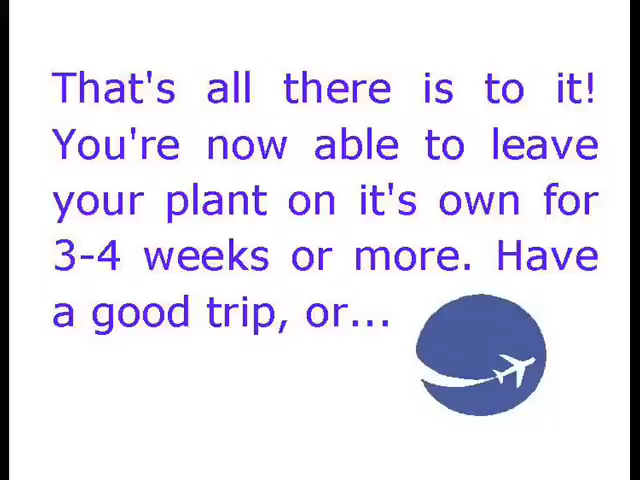 That's all there is to it!
You're now able to leave
your plant on it's own for
3-4 weeks or more. Have
a good trip, or...